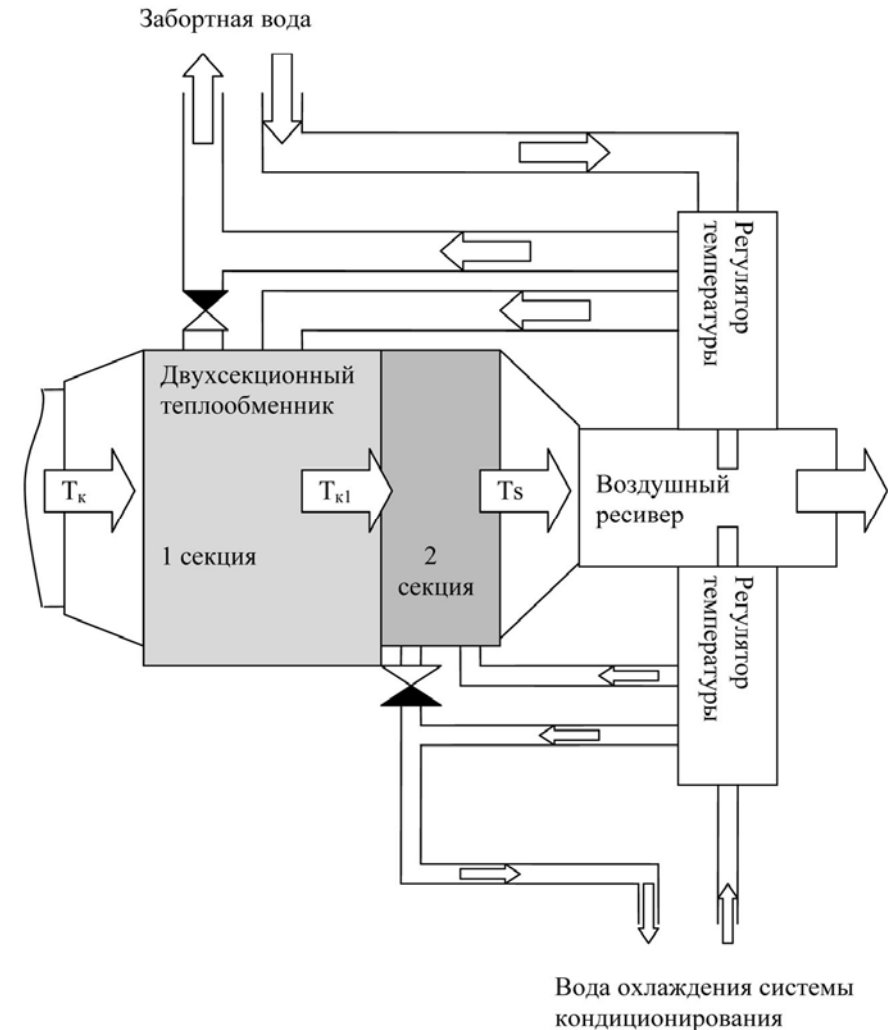 Забортная вода
Регулятор
температуры
Двухсекционный
теплообменник
Tк
Tк1
Ts
Воздушный
ресивер
1 секция
2
секция
Регулятор
температуры
Вода охлаждения системы
кондиционирования